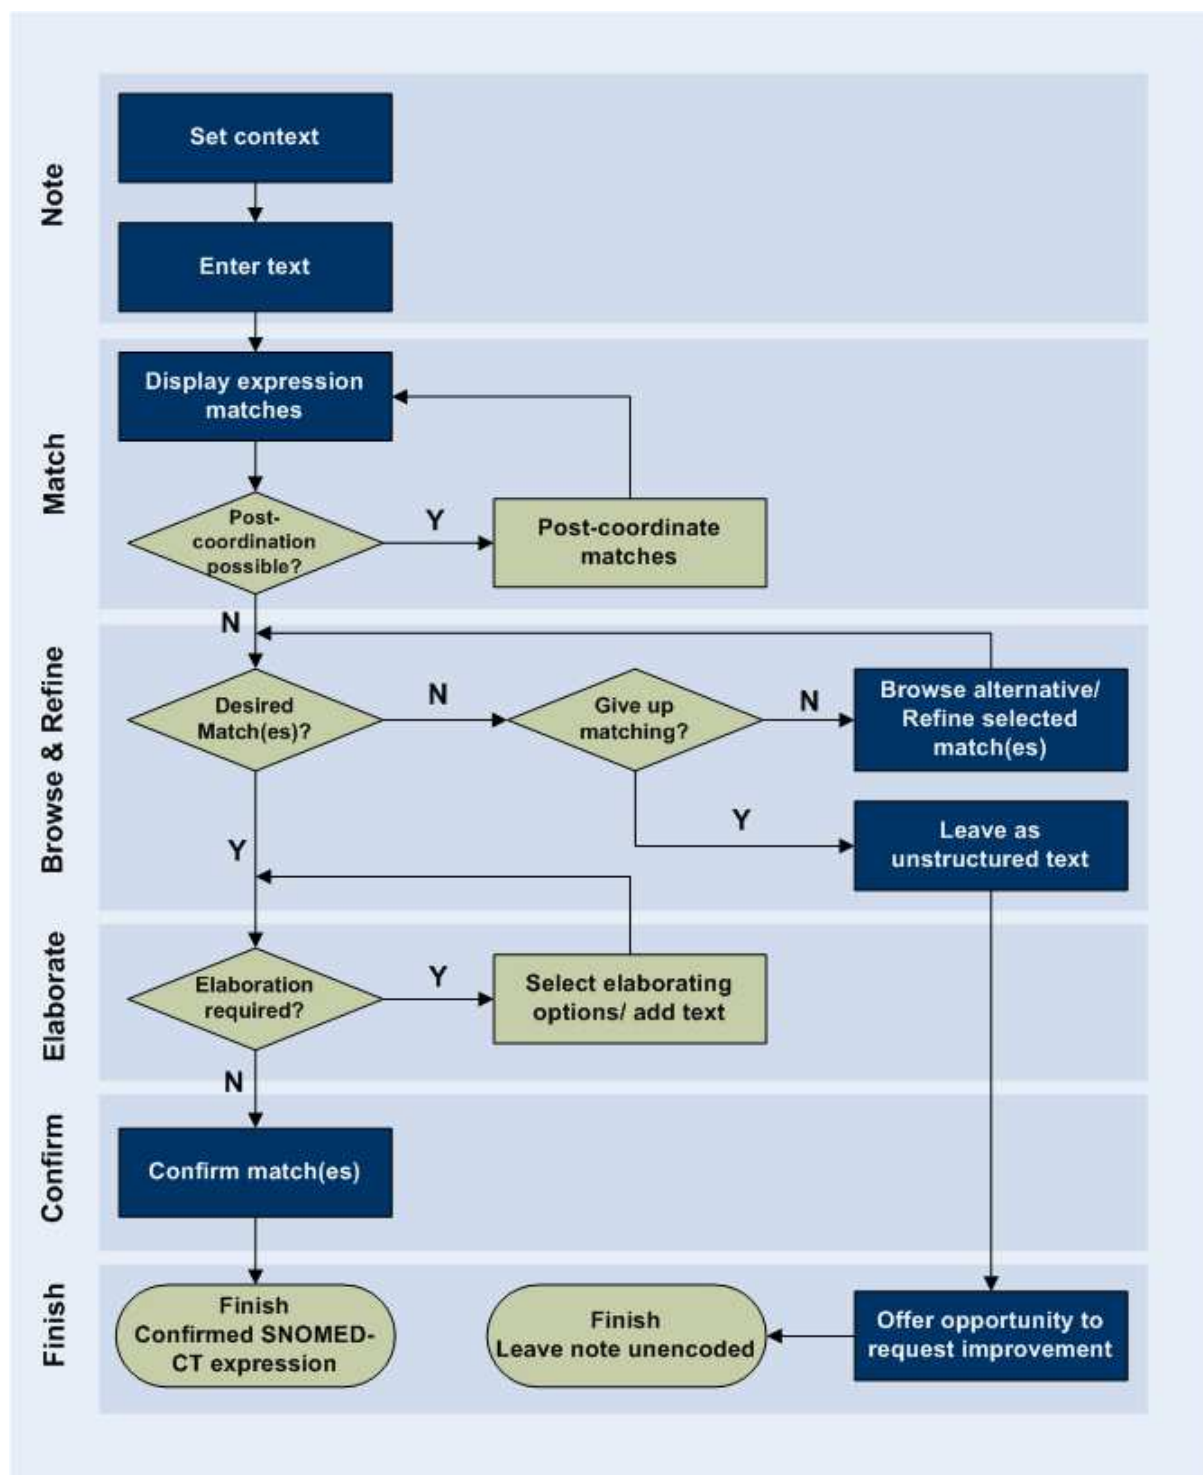 Note
Set context
Enter text
Match
Display expression
matches
Post-
coordination
possible?
Y
Post-coordinate
matches
N
Browse & Refine
Desired
Match(es)?
N
Give up
matching?
N
Browse alternative/
Refine selected
match(es)
Y
Leave as
unstructured text
Y
Elaborate
Elaboration
required?
Y
Select elaborating
options/ add text
N
Confirm
Confirm match(es)
Finish
Finish
Confirmed SNOMED-
CT expression
Finish
Leave note unencoded
Offer opportunity to
request improvement